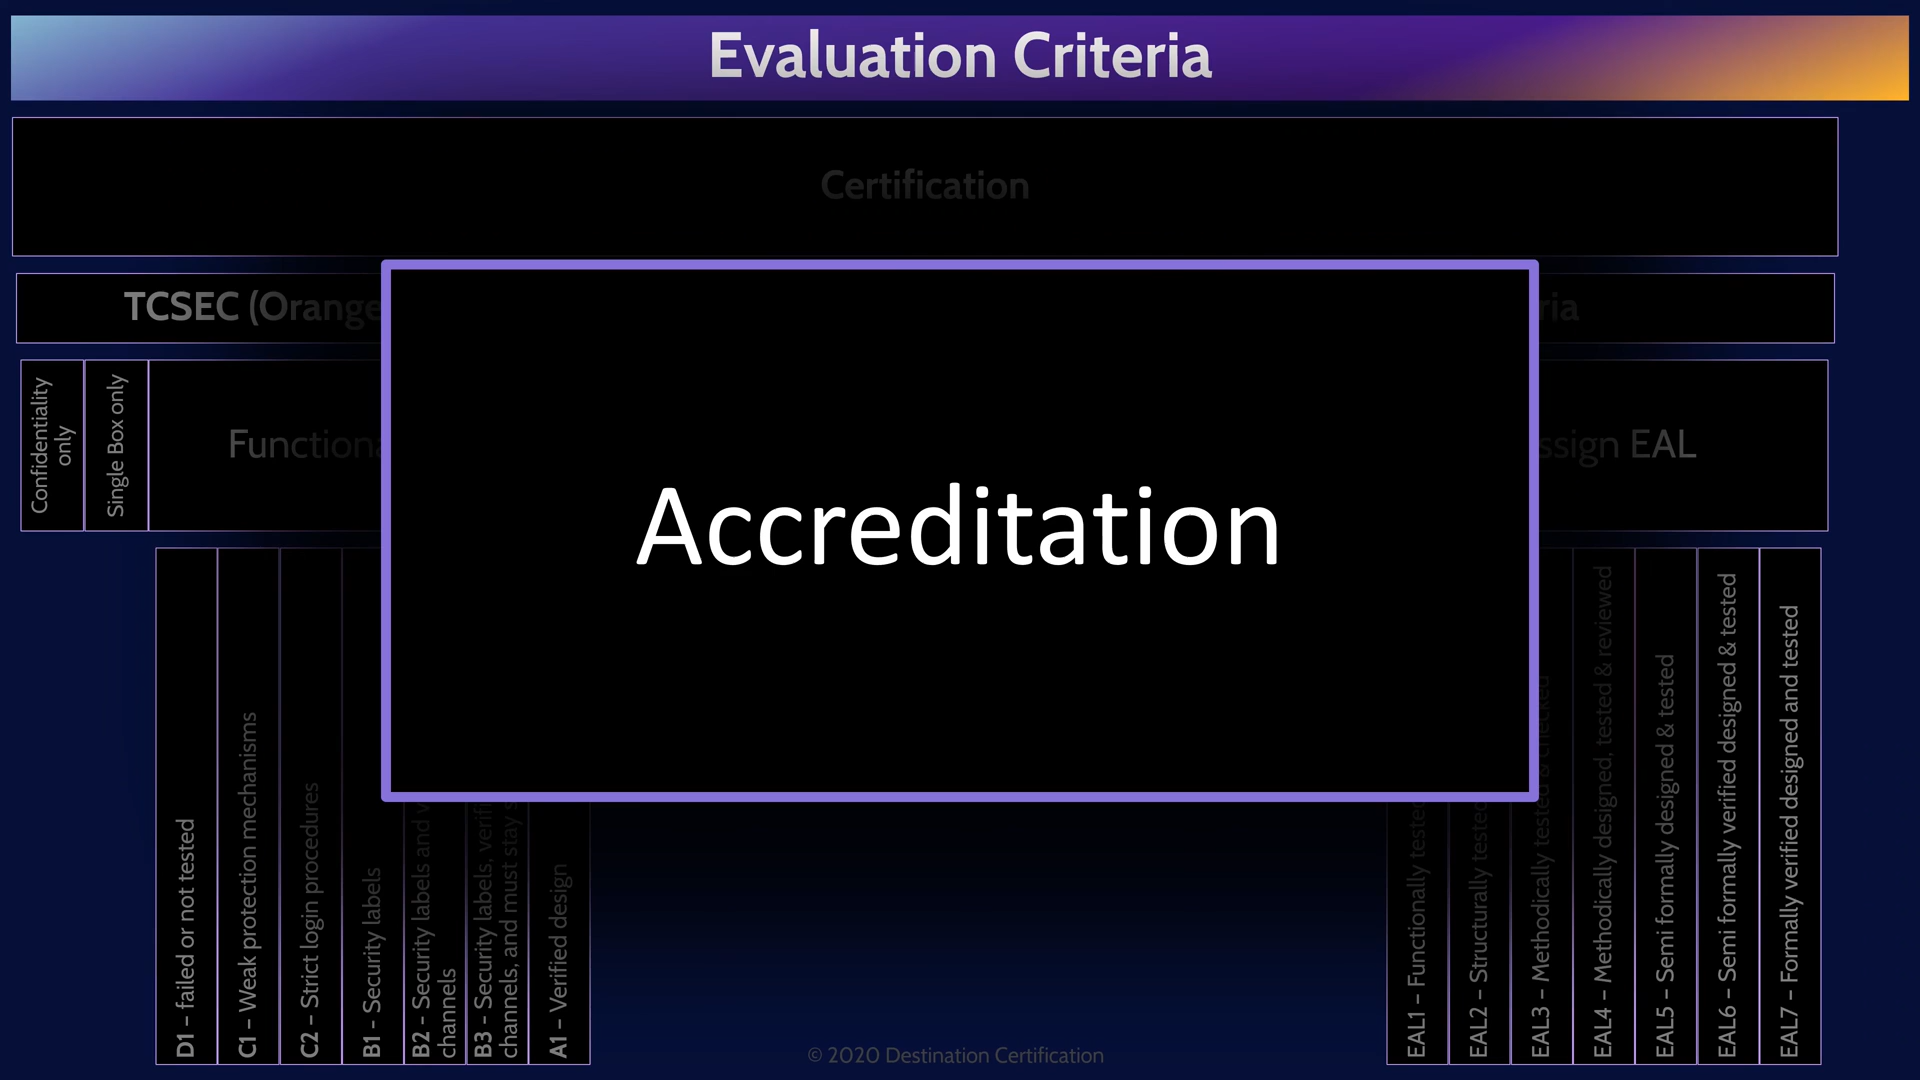 Evaluation Criteria
Certification
TCSEC (Orange
ria
Confidentiality
only
Single Box only
Functiona
ssign EAL
Accreditation
D1 – failed or not tested
C1 – Weak protection mechanisms
C2 – Strict login procedures
B1 - Security labels
B2 - Security labels and
channels
B3 - Security labels,
channels, and must stay
A1 – Verified design
EAL1 – Functionally tested
EAL2 – Structurally tested
EAL3 – Methodically tested & checked
EAL4 – Methodically designed, tested & reviewed
EAL5 – Semi formally designed & tested
EAL6 – Semi formally verified designed & tested
EAL7 – Formally verified designed and tested
© 2020 Destination Certification